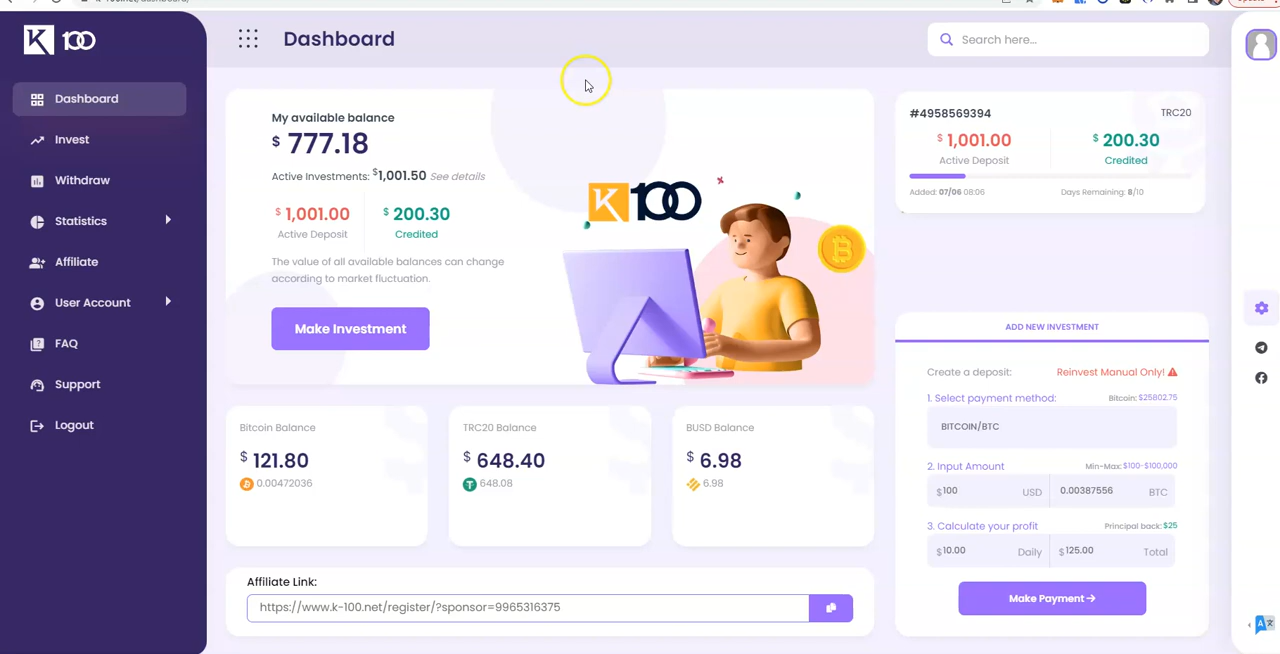 K100
Dashboard
Search here...
Dashboard
Invest
Withdraw
Statistics
Affiliate
User Account
FAQ
Support
Logout
My available balance
$ 777.18
Active Investments: $1,001.50 See details
$ 1,001.00 $ 200.30
Active Deposit Credited
The value of all available balances can change
according to market fluctuation.
Make Investment
K100
#4958569394 TRC20
$ 1,001.00 $ 200.30
Active Deposit Credited
Added: 07/06 08:06 Days Remaining: 8/10
Bitcoin Balance
$ 121.80
0.00472036
TRC20 Balance
$ 648.40
648.08
BUSD Balance
$ 6.98
6.98
Affiliate Link:
https://www.k-100.net/register/?sponsor=9965316375
ADD NEW INVESTMENT
Create a deposit: Reinvest Manual Only!
1. Select payment method: Bitcoin: $25802.75
BITCOIN/BTC
2. Input Amount Min-Max: $100-$100,000
$100 USD 0.00387556 BTC
3. Calculate your profit Principal back: $25
$10.00 Daily $125.00 Total
Make Payment→